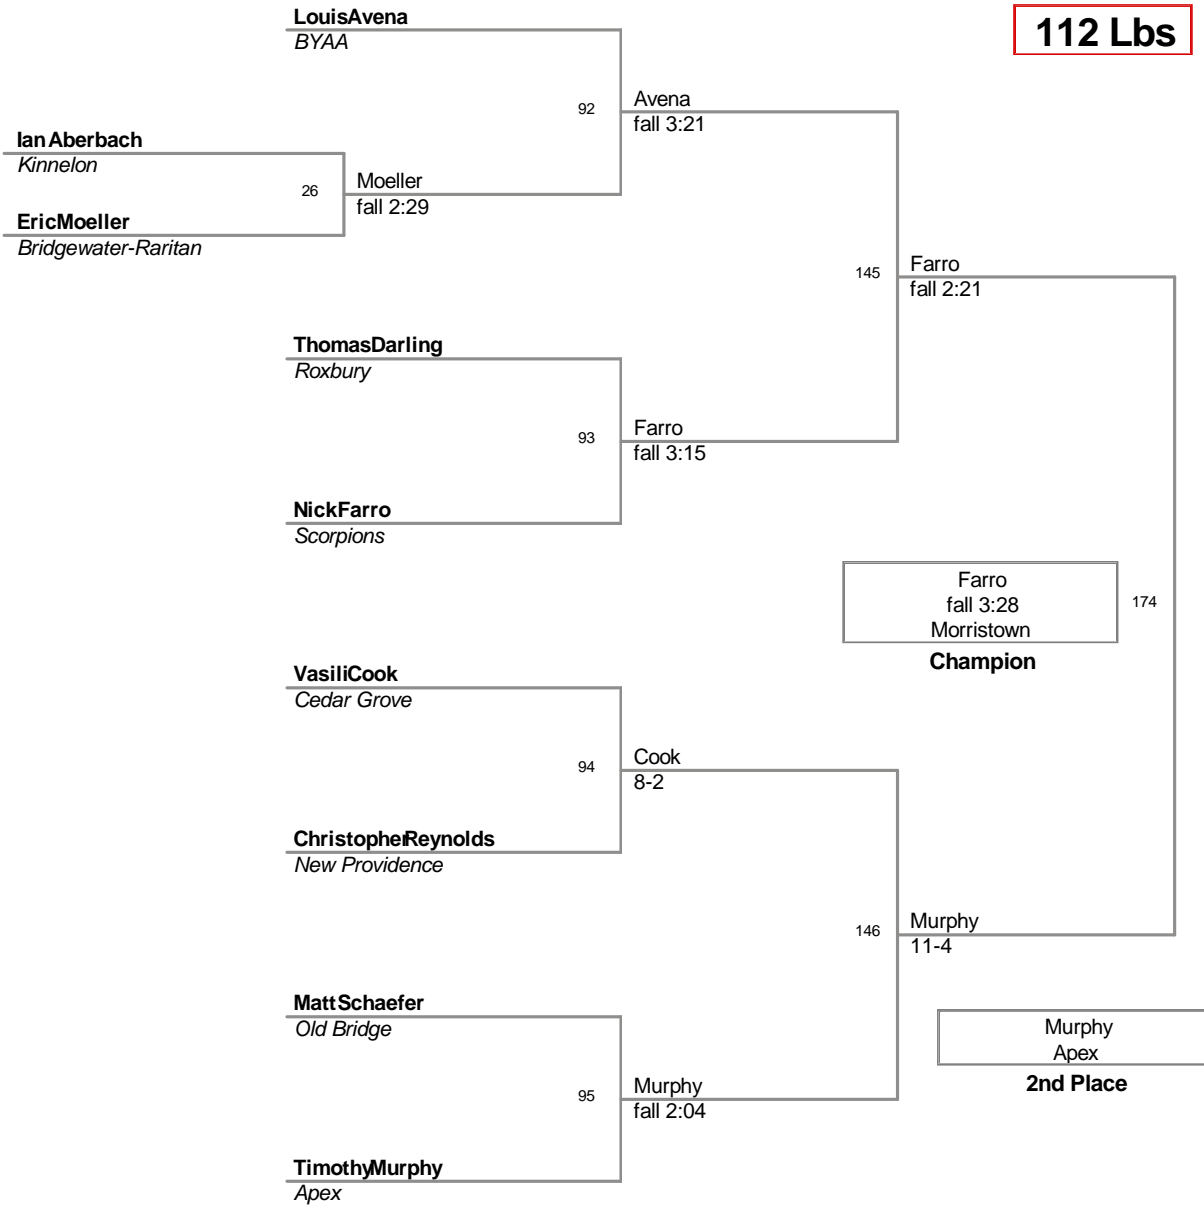 LouisAvena
BYAA
112 Lbs
92
Avena
fall 3:21
Ian Aberbach
Kinnelon
26
Moeller
fall 2:29
EricMoeller
Bridgewater-Raritan
145
Farro
fall 2:21
ThomasDarling
Roxbury
93
Farro
fall 3:15
NickFarro
Scorpions
Farro
fall 3:28
Morristown
174
Champion
VasiliCook
Cedar Grove
94
Cook
8-2
ChristopherReynolds
New Providence
146
Murphy
11-4
MattSchaefer
Old Bridge
Murphy
Apex
2nd Place
95
Murphy
fall 2:04
TimothyMurphy
Apex